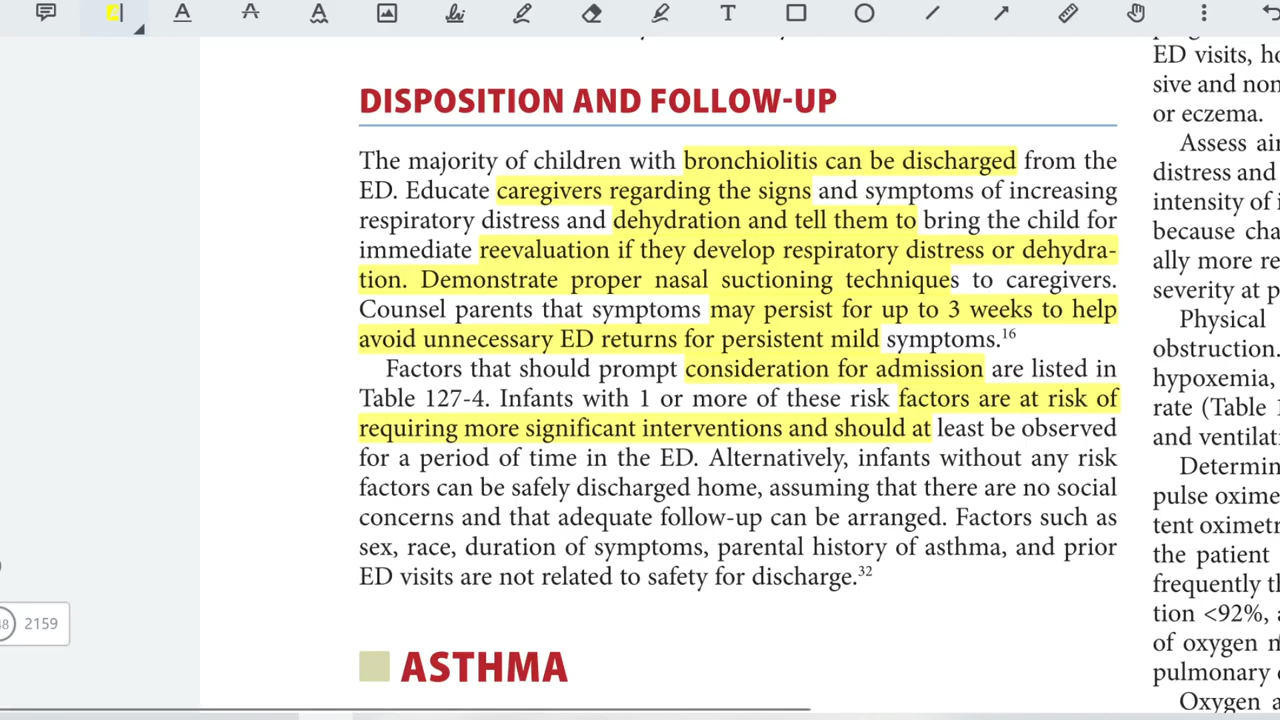 DISPOSITION AND FOLLOW-UP
The majority of children with bronchiolitis can be discharged from the
ED. Educate caregivers regarding the signs and symptoms of increasing
respiratory distress and dehydration and tell them to bring the child for
immediate reevaluation if they develop respiratory distress or dehydra-
tion. Demonstrate proper nasal suctioning techniques to caregivers.
Counsel parents that symptoms may persist for up to 3 weeks to help
avoid unnecessary ED returns for persistent mild symptoms.16
Factors that should prompt consideration for admission are listed in
Table 127-4. Infants with 1 or more of these risk factors are at risk of
requiring more significant interventions and should at least be observed
for a period of time in the ED. Alternatively, infants without any risk
factors can be safely discharged home, assuming that there are no social
concerns and that adequate follow-up can be arranged. Factors such as
sex, race, duration of symptoms, parental history of asthma, and prior
ED visits are not related to safety for discharge.32
2159
ASTHMA
ED visits,
sive and
or eczema.
Assess
distress and
intensity of
because
ally more
severity at
Physical
obstruction.
hypoxemia,
rate (Table
and
pulse
the patient
frequently
tion <92%,
of oxygen
pulmonary
Oxygen